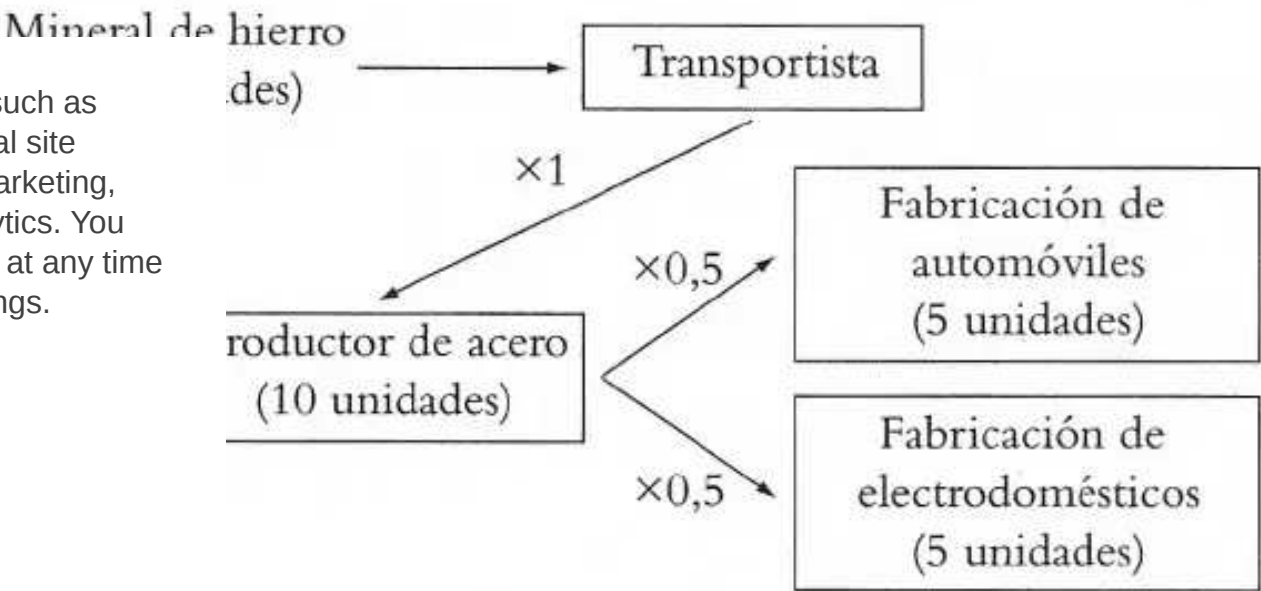 Mineral de hierro
des)
Transportista
such as
al site
arketing,
ytics. You
at any time
ngs.
×1
Fabricación de
automóviles
(5 unidades)
×0,5
roductor de acero
(10 unidades)
Fabricación de
electrodomésticos
(5 unidades)
×0,5